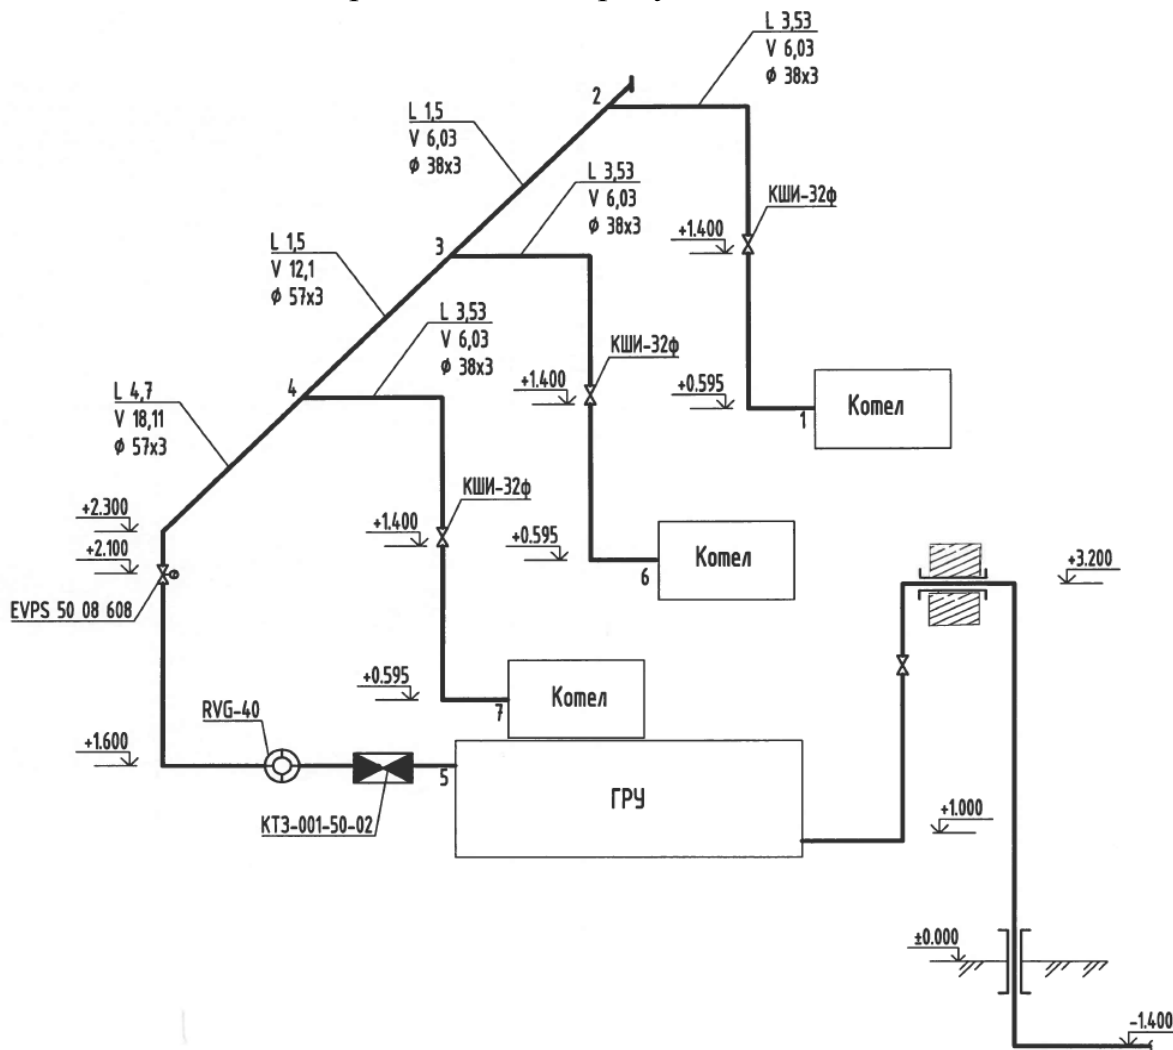 L 3,53
V 6,03
ϕ 38х3
2
L 1,5
V 6,03
ϕ 38х3
L 3,53
V 6,03
ϕ 38х3
КШИ-32ф
+1.400
3
L 1,5
V 12,1
ϕ 57х3
L 3,53
V 6,03
ϕ 38х3
КШИ-32ф
+1.400
+0.595
Котел
1
4
L 4,7
V 18,11
ϕ 57х3
КШИ-32ф
+2.300
+1.400
+0.595
Котел
6
+2.100
EVPS 50 08 608
+3.200
+0.595
Котел
7
RVG-40
+1.600
5
ГРУ
КТЗ-001-50-02
+1.000
±0.000
-1.400